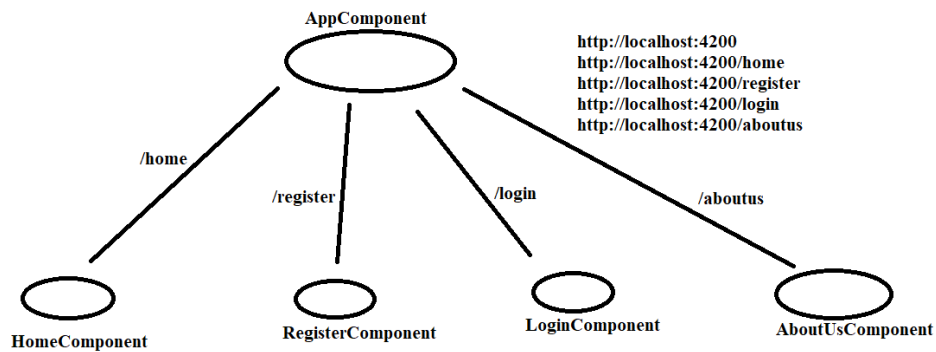 AppComponent
http://localhost:4200
http://localhost:4200/home
http://localhost:4200/register
http://localhost:4200/login
http://localhost:4200/aboutus
/home
/register
/login
/aboutus
HomeComponent
RegisterComponent
LoginComponent
AboutUsComponent